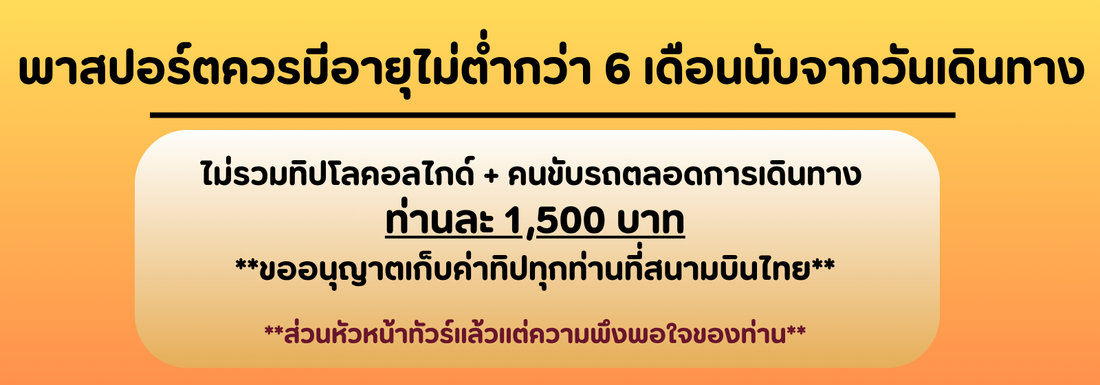 พาสปอร์ตควรมีอายุไม่ต่ำกว่า 6 เดือนนับจากวันเดินทาง
ไม่รวมทิปโลคอลไกด์ + คนขับรถตลอดการเดินทาง
ท่านละ 1,500 บาท
**ขออนุญาตเก็บค่าทิปทุกท่านที่สนามบินไทย**
**ส่วนหัวหน้าทัวร์แล้วแต่ความพึงพอใจของท่าน**